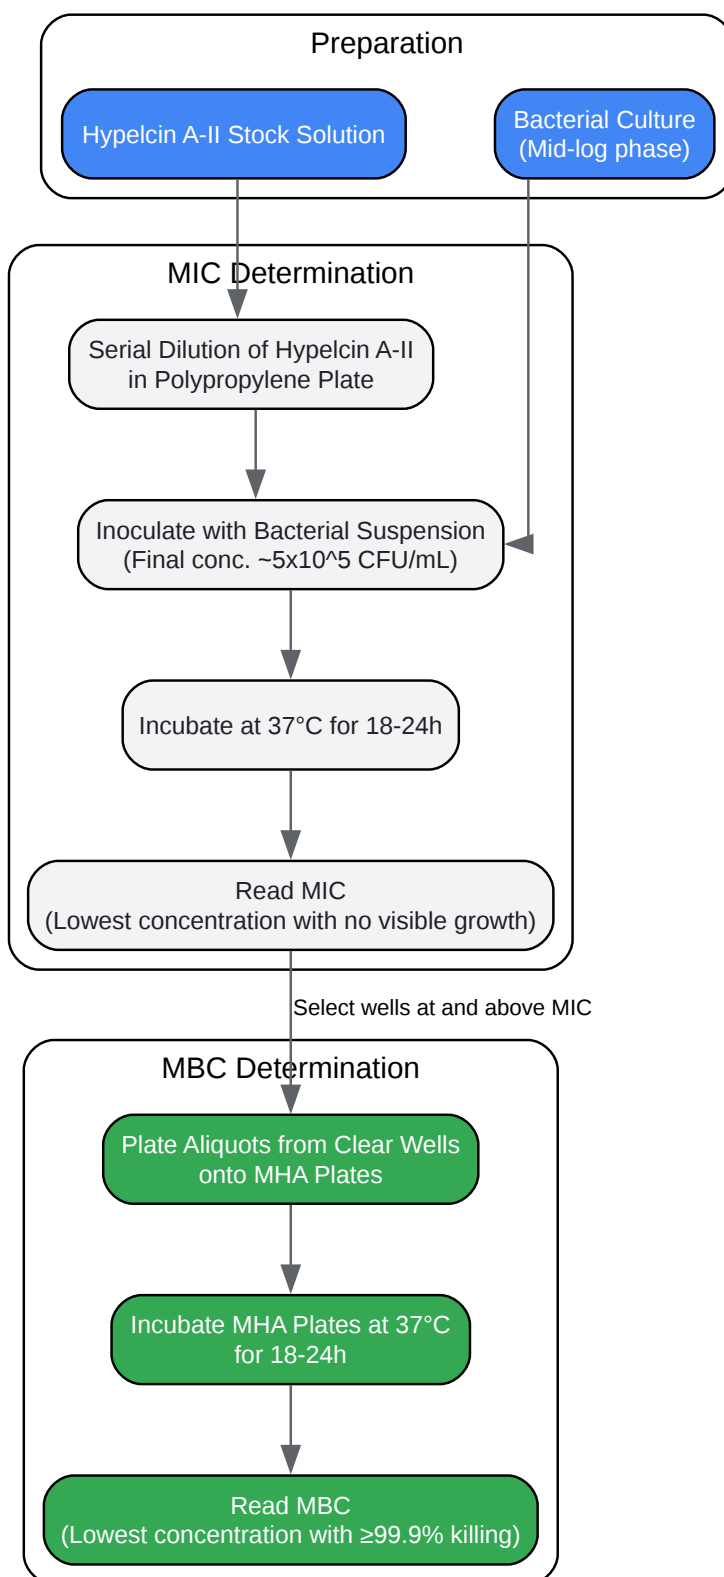 Preparation
Hypelcin A-II Stock Solution
Bacterial Culture
(Mid-log phase)
MIC Determination
Serial Dilution of Hypelcin A-II
in Polypropylene Plate
Inoculate with Bacterial Suspension
(Final conc. ~5x10^5 CFU/mL)
Incubate at 37°C for 18-24h
Read MIC
(Lowest concentration with no visible growth)
Select wells at and above MIC
MBC Determination
Plate Aliquots from Clear Wells
onto MHA Plates
Incubate MHA Plates at 37°C
for 18-24h
Read MBC
(Lowest concentration with ≥99.9% killing)